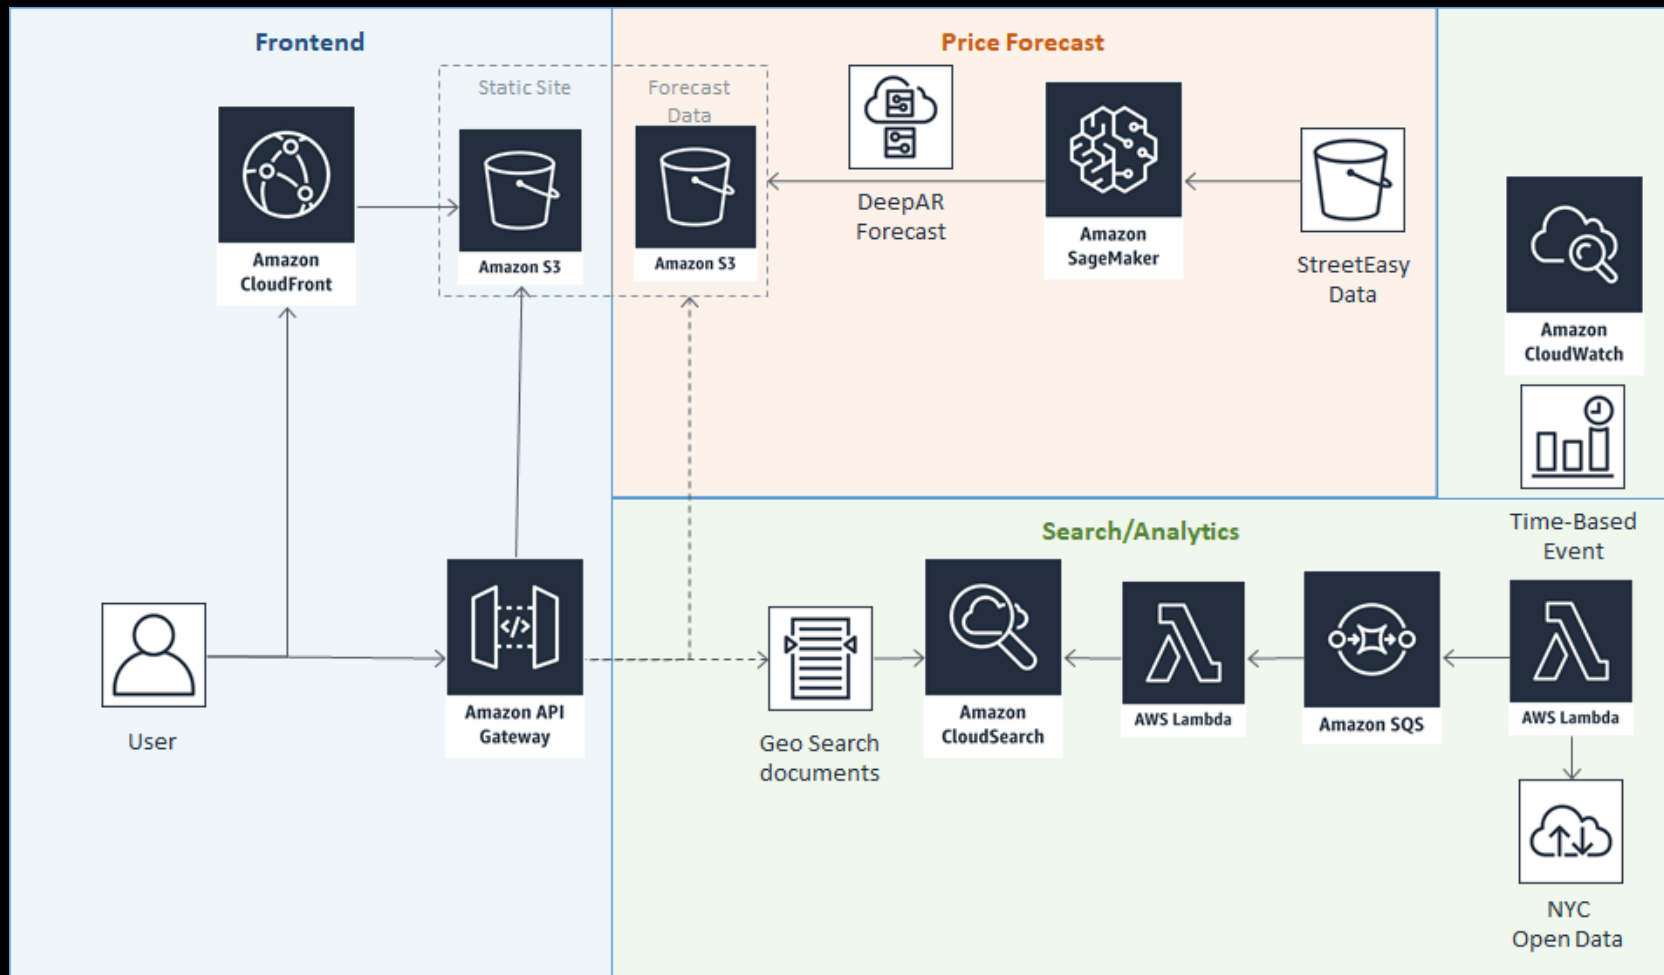 Frontend
Price Forecast
Static Site
Forecast
Data
Amazon
CloudFront
Amazon S3
Amazon S3
DeepAR
Forecast
Amazon
SageMaker
StreetEasy
Data
Amazon
CloudWatch
Time-Based
Event
Search/Analytics
User
</>
Amazon API
Gateway
Geo Search
documents
Amazon
CloudSearch
AWS Lambda
Amazon SQS
AWS Lambda
NYC
Open Data